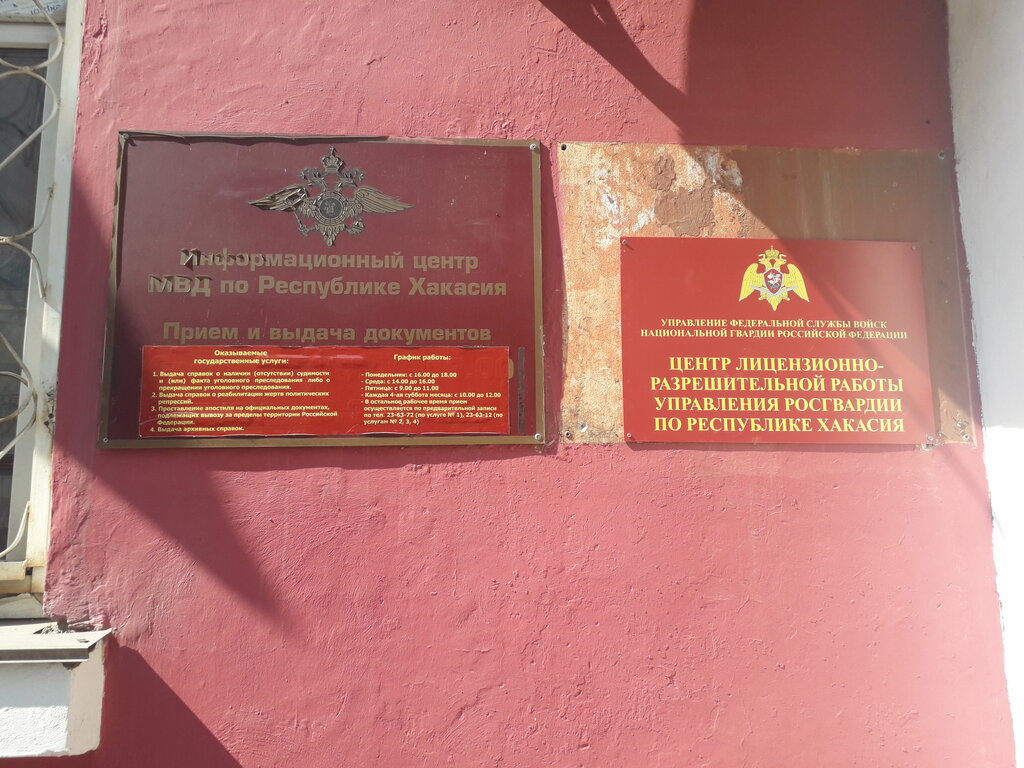 Информационный центр
МВД по Республике Хакасия
Прием и выдача документов
Оказываемые
государственные услуги:
1. Выдача справок о наличии (отсутствии) судимости
и (или) факта уголовного преследования либо о
прекращении уголовного преследования.
2. Выдача справок о реабилитации жертв политических
репрессий.
3. Проставление апостиля на официальных документах,
подлежащих вывозу за пределы территории Российской
Федерации.
4. Выдача архивных справок.
График работы:
- Понедельник: с 16.00 до 18.00
- Среда: с 14.00 до 16.00
- Пятница: с 9.00 до 11.00
- Каждая 4-ая суббота месяца: с 10.00 до 12.00
- В остальное рабочее время прием
осуществляется по предварительной записи
по тел. 23-63-72 (по услуге № 1), 23-63-12 (по
услугам № 2, 3, 4)
УПРАВЛЕНИЕ ФЕДЕРАЛЬНОЙ СЛУЖБЫ ВОЙСК
НАЦИОНАЛЬНОЙ ГВАРДИИ РОССИЙСКОЙ ФЕДЕРАЦИИ
ЦЕНТР ЛИЦЕНЗИОННО-
РАЗРЕШИТЕЛЬНОЙ РАБОТЫ
УПРАВЛЕНИЯ РОСГВАРДИИ
ПО РЕСПУБЛИКЕ ХАКАСИЯ